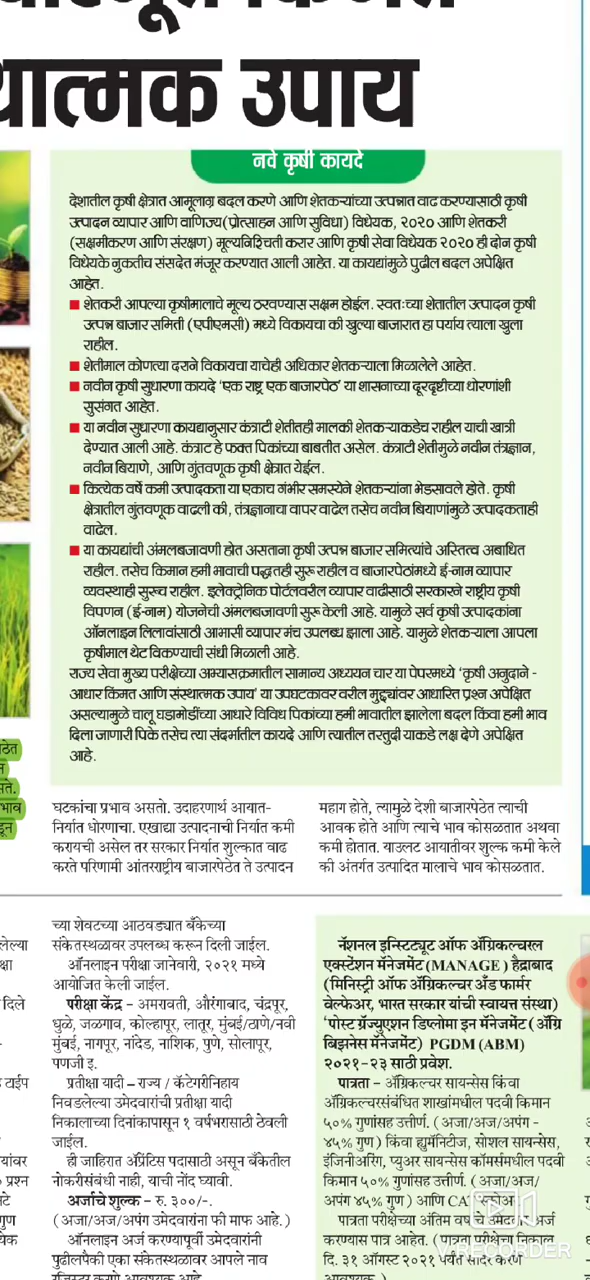 थात्मक उपाय
नवे कृषी कायदे
देशातील कृषी क्षेत्रात आमूलाग्र बदल करणे आणि शेतकऱ्यांच्या उत्पन्नात वाढ करण्यासाठी कृषी
उत्पादन व्यापार आणि वाणिज्य(प्रोत्साहन आणि सुविधा) विधेयक, २०२० आणि शेतकरी
(सक्षमीकरण आणि संरक्षण) मूल्यनिश्चिती करार आणि कृषी सेवा विधेयक २०२० ही दोन कृषी
विधेयके नुकतीच संसदेत मंजूर करण्यात आली आहेत. या कायद्यांमुळे पुढील बदल अपेक्षित
आहेत.
शेतकरी आपल्या कृषीमालाचे मूल्य ठरवण्यास सक्षम होईल. स्वतःच्या शेतातील उत्पादन कृषी
उत्पन्न बाजार समिती (एपीएमसी) मध्ये विकायचा की खुल्या बाजारात हा पर्याय त्याला खुला
राहील.
शेतीमाल कोणत्या दराने विकायचा याचेही अधिकार शेतकऱ्याला मिळालेले आहेत.
नवीन कृषी सुधारणा कायदे 'एक राष्ट्र एक बाजारपेठ' या शासनाच्या दूरदृष्टीच्या धोरणांशी
सुसंगत आहेत.
या नवीन सुधारणा कायद्यानुसार कंत्राटी शेतीतही मालकी शेतकऱ्याकडेच राहील याची खात्री
देण्यात आली आहे. कंत्राट हे फक्त पिकांच्या बाबतीत असेल. कंत्राटी शेतीमुळे नवीन तंत्रज्ञान,
नवीन बियाणे, आणि गुंतवणूक कृषी क्षेत्रात येईल.
कित्येक वर्षे कमी उत्पादकता या एकाच गंभीर समस्येने शेतकऱ्यांना भेडसावले होते. कृषी
क्षेत्रातील गुंतवणूक वाढली की, तंत्रज्ञानाचा वापर वाढेल तसेच नवीन बियाणांमुळे उत्पादकताही
वाढेल.
या कायद्यांची अंमलबजावणी होत असताना कृषी उत्पन्न बाजार समित्यांचे अस्तित्व अबाधित
राहील. तसेच किमान हमी भावाची पद्धतही सुरू राहील व बाजारपेठांमध्ये ई-नाम व्यापार
व्यवस्थाही सुरूच राहील. इलेक्ट्रेनिक पोर्टलवरील व्यापार वाढीसाठी सरकारने राष्ट्रीय कृषी
विपणन (ई-नाम) योजनेची अंमलबजावणी सुरू केली आहे. यामुळे सर्व कृषी उत्पादकांना
ऑनलाइन लिलावांसाठी आभासी व्यापार मंच उपलब्ध झाला आहे. यामुळे शेतकऱ्याला आपला
कृषीमाल थेट विकण्याची संधी मिळाली आहे.
राज्य सेवा मुख्य परीक्षेच्या अभ्यासक्रमातील सामान्य अध्ययन चार या पेपरमध्ये 'कृषी अनुदाने -
आधार किंमत आणि संस्थात्मक उपाय' या उपघटकावर वरील मुद्द्यांवर आधारित प्रश्न अपेक्षित
असल्यामुळे चालू घडामोडींच्या आधारे विविध पिकांच्या हमी भावातील झालेला बदल किंवा हमी भाव
दिला जाणारी पिके तसेच त्या संदर्भातील कायदे आणि त्यातील तरतुदी याकडे लक्ष देणे अपेक्षित
आहे.
घटकांचा प्रभाव असतो. उदाहरणार्थ आयात-
निर्यात धोरणाचा. एखाद्या उत्पादनाची निर्यात कमी
करायची असेल तर सरकार निर्यात शुल्कात वाढ
करते परिणामी आंतरराष्ट्रीय बाजारपेठेत ते उत्पादन
महाग होते, त्यामुळे देशी बाजारपेठेत त्याची
आवक होते आणि त्याचे भाव कोसळतात अथवा
कमी होतात. याउलट आयातीवर शुल्क कमी केले
की अंतर्गत उत्पादित मालाचे भाव कोसळतात.
च्या शेवटच्या आठवड्यात बँकेच्या
संकेतस्थळावर उपलब्ध करून दिली जाईल.
ऑनलाइन परीक्षा जानेवारी, २०२१ मध्ये
आयोजित केली जाईल.
परीक्षा केंद्र – अमरावती, औरंगाबाद, चंद्रपूर,
धुळे, जळगाव, कोल्हापूर, लातूर, मुंबई/ठाणे/नवी
मुंबई, नागपूर, नांदेड, नाशिक, पुणे, सोलापूर,
पणजी इ.
प्रतीक्षा यादी – राज्य / कॅटेगरीनिहाय
निवडलेल्या उमेदवारांची प्रतीक्षा यादी
निकालाच्या दिनांकापासून १ वर्षभरासाठी ठेवली
जाईल.
ही जाहिरात अ‍ॅप्रेंटिस पदासाठी असून बँकेतील
नोकरीसंबंधी नाही, याची नोंद घ्यावी.
अर्जाचे शुल्क – रु. ३००/-.
(अजा/अज/अपंग उमेदवारांना फी माफ आहे.)
ऑनलाइन अर्ज करण्यापूर्वी उमेदवारांनी
पुढीलपैकी एका संकेतस्थळावर आपले नाव
नॅशनल इन्स्टिट्यूट ऑफ अ‍ॅग्रिकल्चरल
एक्स्टेंशन मॅनेजमेंट (MANAGE) हैद्राबाद
(मिनिस्ट्री ऑफ अ‍ॅग्रिकल्चर अँड फार्मर
वेल्फेअर, भारत सरकार यांची स्वायत्त संस्था)
'पोस्ट ग्रॅज्युएशन डिप्लोमा इन मॅनेजमेंट (अ‍ॅग्रि
बिझनेस मॅनेजमेंट) PGDM (ABM)
२०२१-२३ साठी प्रवेश.
पात्रता – अ‍ॅग्रिकल्चर सायन्सेस किंवा
अ‍ॅग्रिकल्चरसंबंधित शाखांमधील पदवी किमान
५०% गुणांसह उत्तीर्ण. (अजा/अज/अपंग -
४५% गुण) किंवा ह्युमॅनिटीज, सोशल सायन्सेस,
इंजिनीअरिंग, प्युअर सायन्सेस कॉमर्समधील पदवी
किमान ५०% गुणांसह उत्तीर्ण. (अजा/अज/
अपंग ४५% गुण) आणि
पात्रता परीक्षेच्या अंतिम वर्षाचे उमेदवार अर्ज
करण्यास पात्र आहेत. (पात्रता परीक्षेचा निकाल
दि. ३१ ऑगस्ट २०२१ पर्यंत सादर करणे
आवश्यक.)
VRECORDER